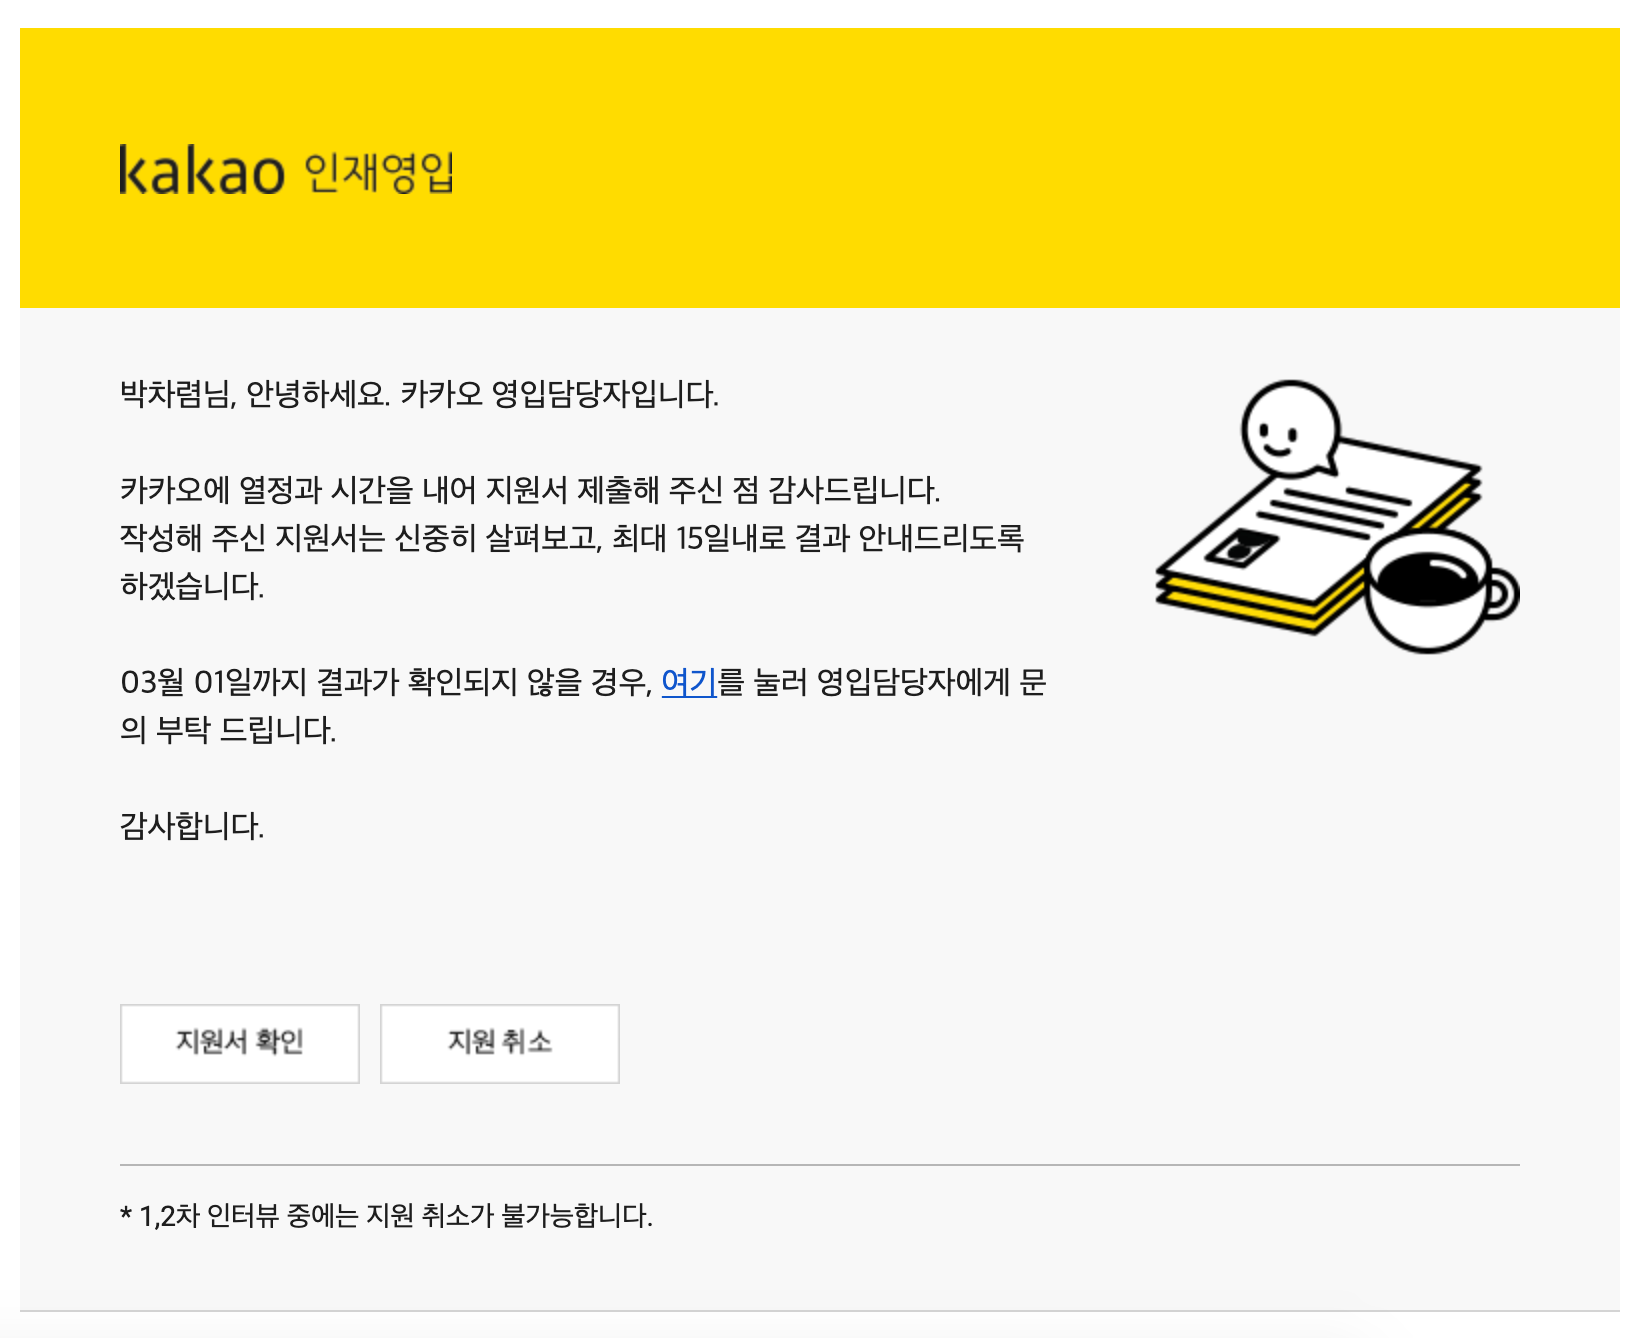 kakao 인재영입
박차렴님, 안녕하세요. 카카오 영입담당자입니다.
카카오에 열정과 시간을 내어 지원서 제출해 주신 점 감사드립니다.
작성해 주신 지원서는 신중히 살펴보고, 최대 15일내로 결과 안내드리도록
하겠습니다.
03월 01일까지 결과가 확인되지 않을 경우, 여기를 눌러 영입담당자에게 문
의 부탁 드립니다.
감사합니다.
지원서 확인
지원 취소
* 1,2차 인터뷰 중에는 지원 취소가 불가능합니다.